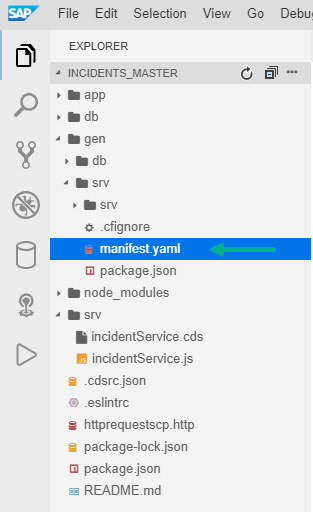 SAP File Edit Selection View Go Debug
EXPLORER
INCIDENTS_MASTER
app
db
gen
db
srv
srv
.cfignore
manifest.yaml
package.json
node_modules
srv
incidentService.cds
incidentService.js
.cdsrc.json
.eslintrc
httprequestscp.http
package-lock.json
package.json
README.md